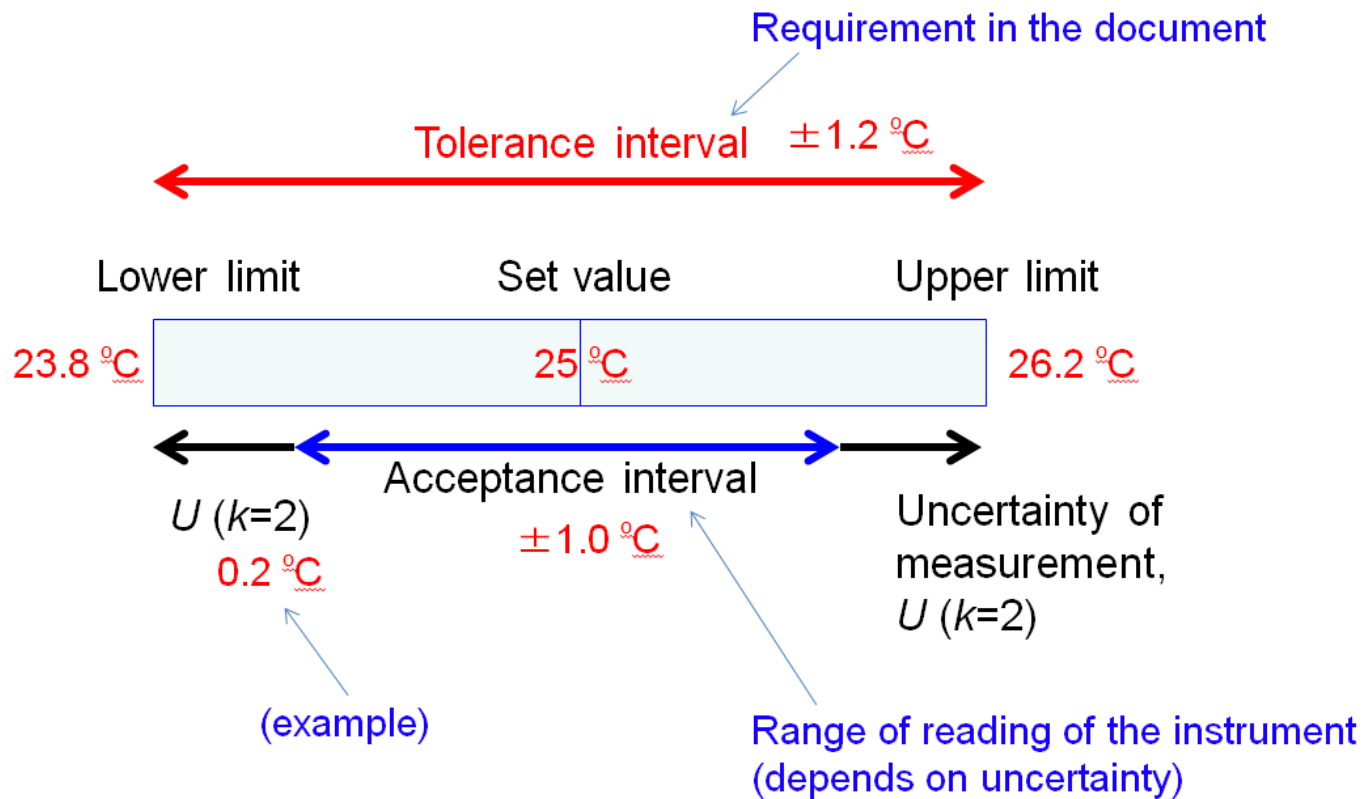 Requirement in the document
Tolerance interval ±1.2 ºC
Lower limit Set value Upper limit
23.8 ºC 25 ºC 26.2 ºC
Acceptance interval
U (k=2)
±1.0 ºC
0.2 ºC
Uncertainty of
measurement,
U (k=2)
(example)
Range of reading of the instrument
(depends on uncertainty)